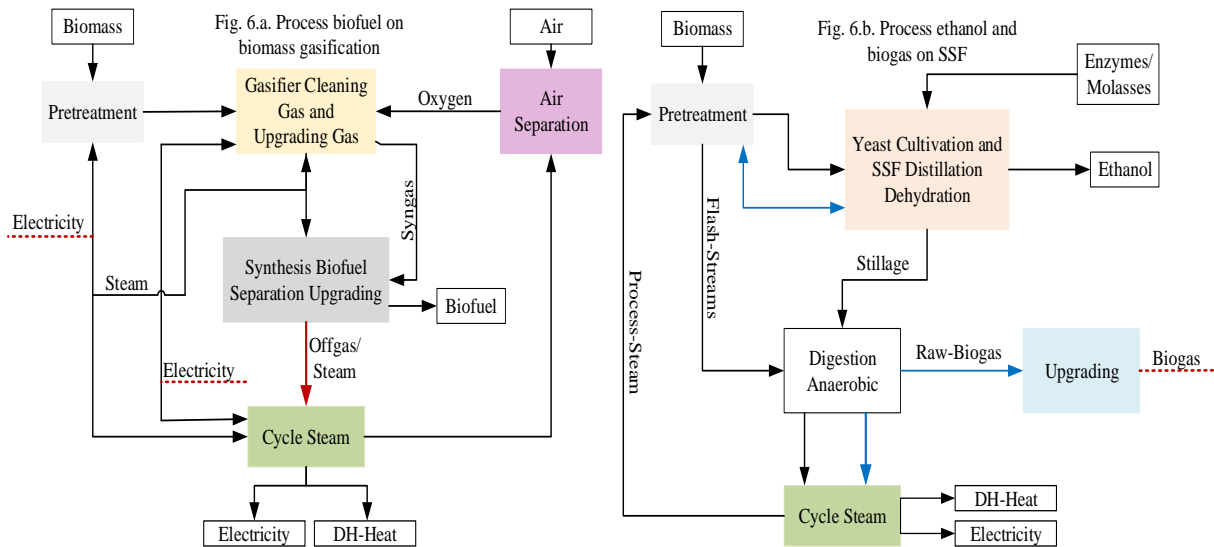 Fig. 6.a. Process biofuel on
biomass gasification
Biomass
Air
Pretreatment
Gasifier Cleaning
Gas and
Upgrading Gas
Oxygen
Air
Separation
Syngas
Electricity
Steam
Synthesis Biofuel
Separation Upgrading
Biofuel
Offgas/
Steam
Electricity
Cycle Steam
Electricity
DH-Heat
Fig. 6.b. Process ethanol and
biogas on SSF
Biomass
Enzymes/
Molasses
Pretreatment
Yeast Cultivation and
SSF Distillation
Dehydration
Ethanol
Flash-Streams
Stillage
Process-Steam
Digestion
Anaerobic
Raw-Biogas
Upgrading
Biogas
Cycle Steam
DH-Heat
Electricity